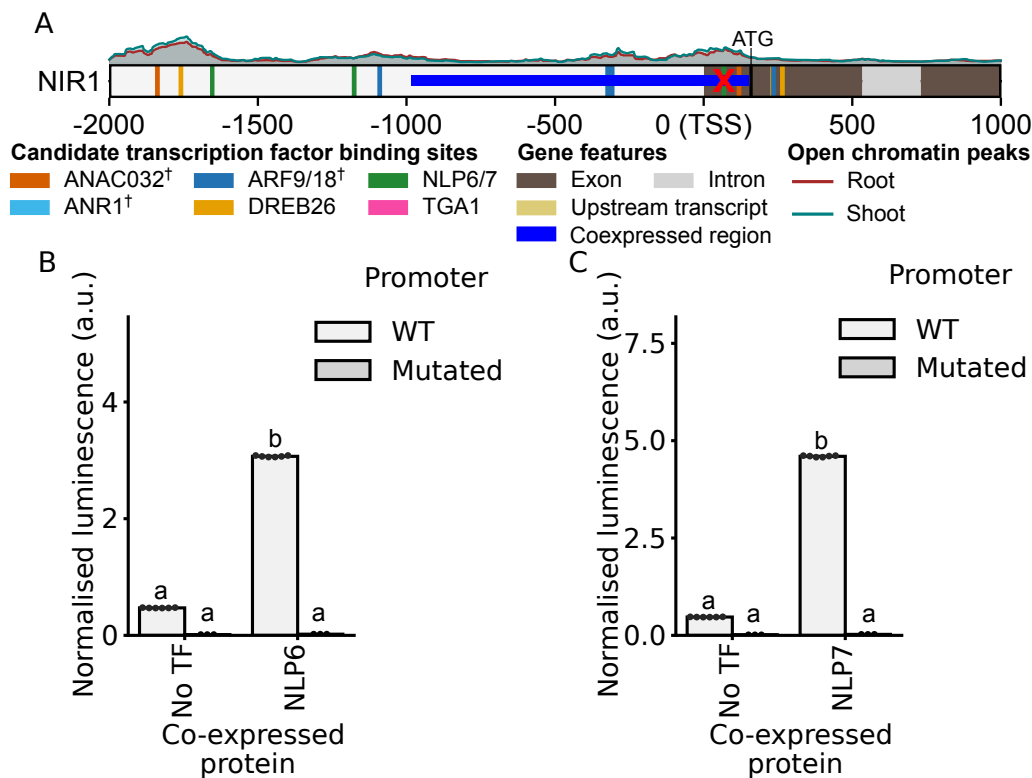 A
ATG
NIR1
-2000 -1500 -1000 -500 0 (TSS) 500 1000
Candidate transcription factor binding sites Gene features Open chromatin peaks
ANAC032† ARF9/18† NLP6/7 Exon Intron Root
ANR1† DREB26 TGA1 Upstream transcript Shoot
Coexpressed region
B
Promoter
WT
Mutated
Normalised luminescence (a.u.)
4
2
0
a
a
b
a
No TF
NLP6
Co-expressed
protein
C
Promoter
WT
Mutated
Normalised luminescence (a.u.)
7.5
5.0
2.5
0.0
a
a
b
a
No TF
NLP7
Co-expressed
protein